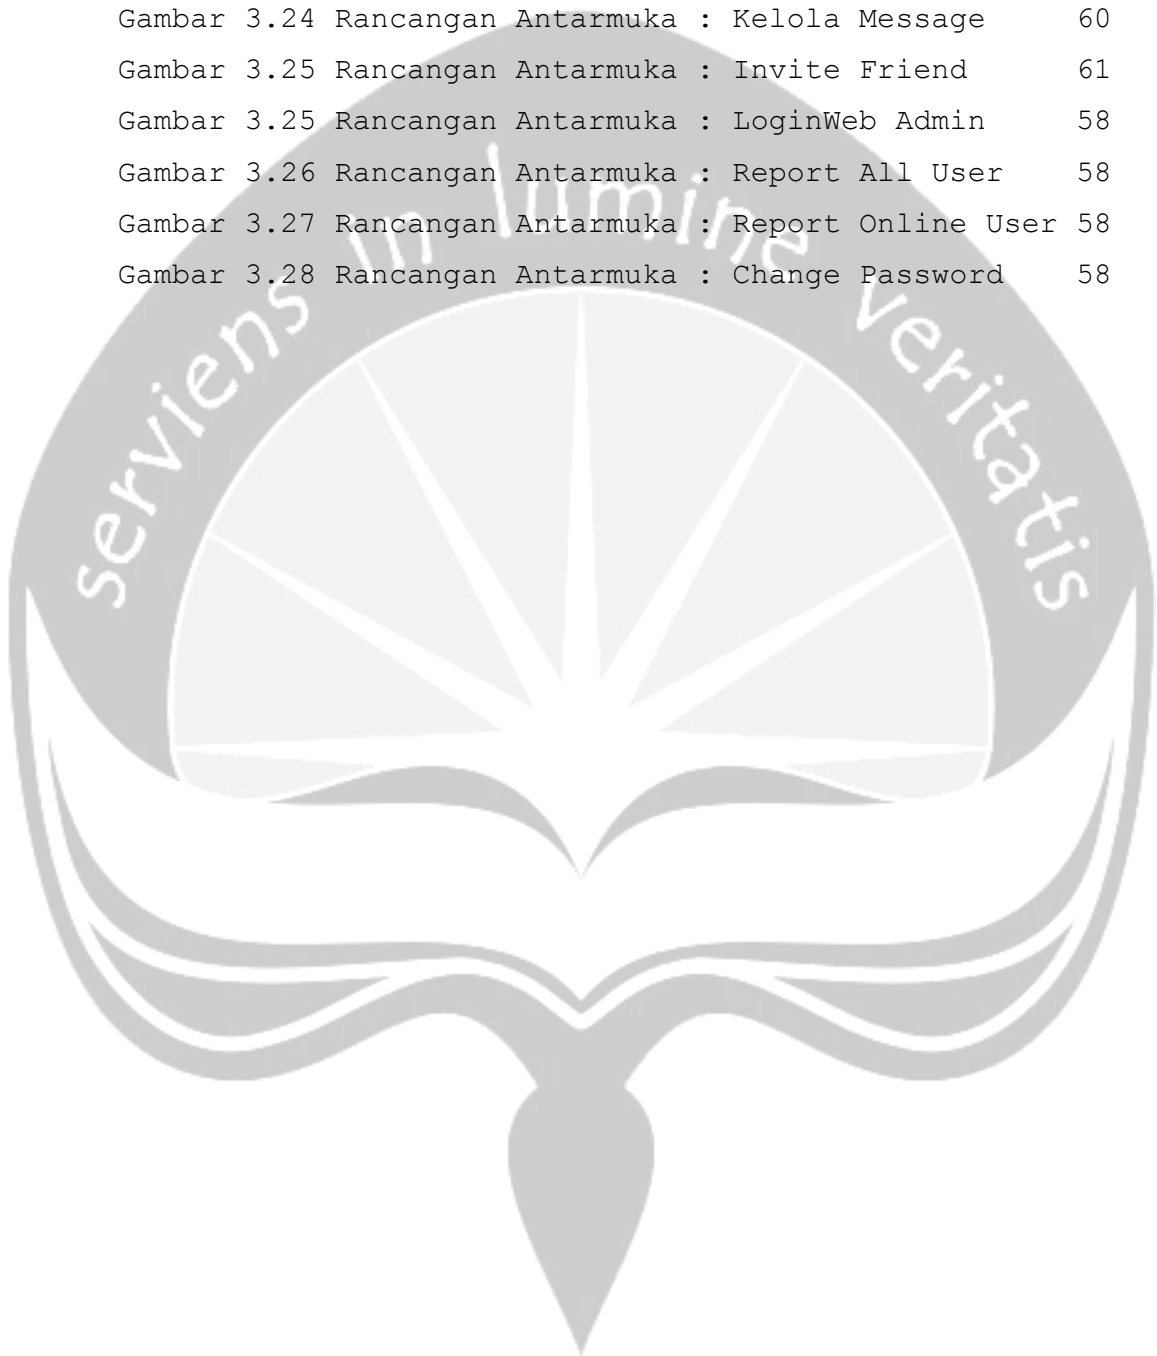 Gambar 3.24 Rancangan Antarmuka : Kelola Message 60
Gambar 3.25 Rancangan Antarmuka : Invite Friend 61
Gambar 3.25 Rancangan Antarmuka : LoginWeb Admin 58
Gambar 3.26 Rancangan Antarmuka : Report All User 58
Gambar 3.27 Rancangan Antarmuka : Report Online User 58
Gambar 3.28 Rancangan Antarmuka : Change Password 58
serviens in lumine veritatis